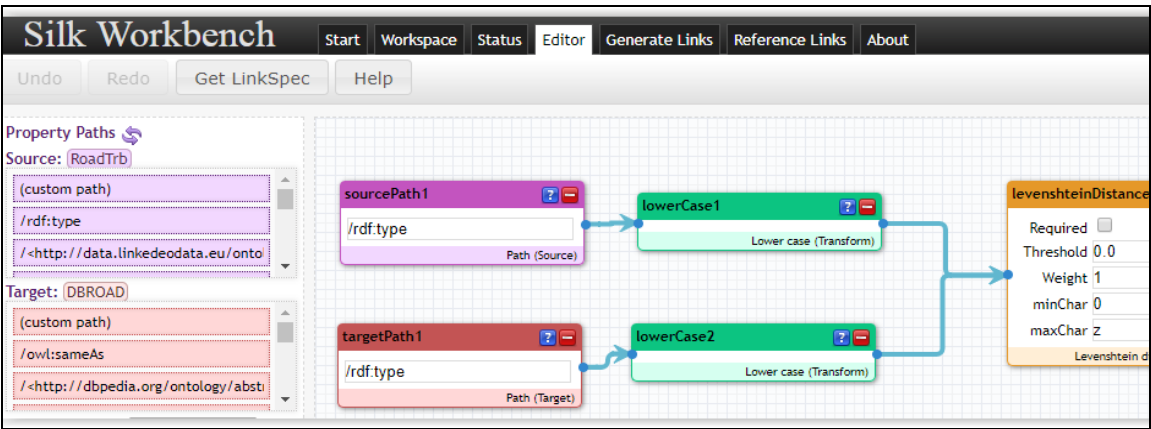 Silk Workbench Start Workspace Status Editor Generate Links Reference Links About
Undo Redo Get LinkSpec Help
Property Paths
Source: RoadTrb
(custom path)
/rdf:type
/<http://data.linkedeodata.eu/ontol
Target: DBROAD
(custom path)
/owl:sameAs
/<http://dbpedia.org/ontology/abst
sourcePath1
/rdf:type
Path (Source)
lowerCase1
Lower case (Transform)
targetPath1
/rdf:type
Path (Target)
lowerCase2
Lower case (Transform)
levenshteinDistance
Required
Threshold 0.0
Weight 1
minChar 0
maxChar z
Levenshtein d